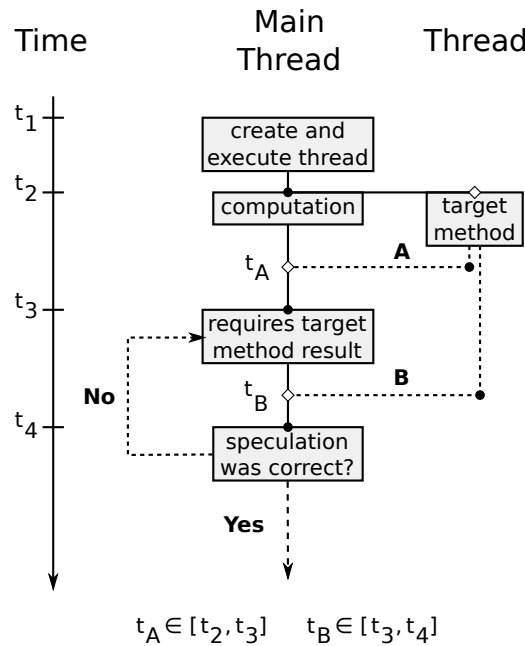 Time
Main
Thread
Thread
t1
create and
execute thread
t2
computation
target
method
A
tA
t3
requires target
method result
B
tB
No
t4
speculation
was correct?
Yes
tA ∈ [t2, t3]
tB ∈ [t3, t4]